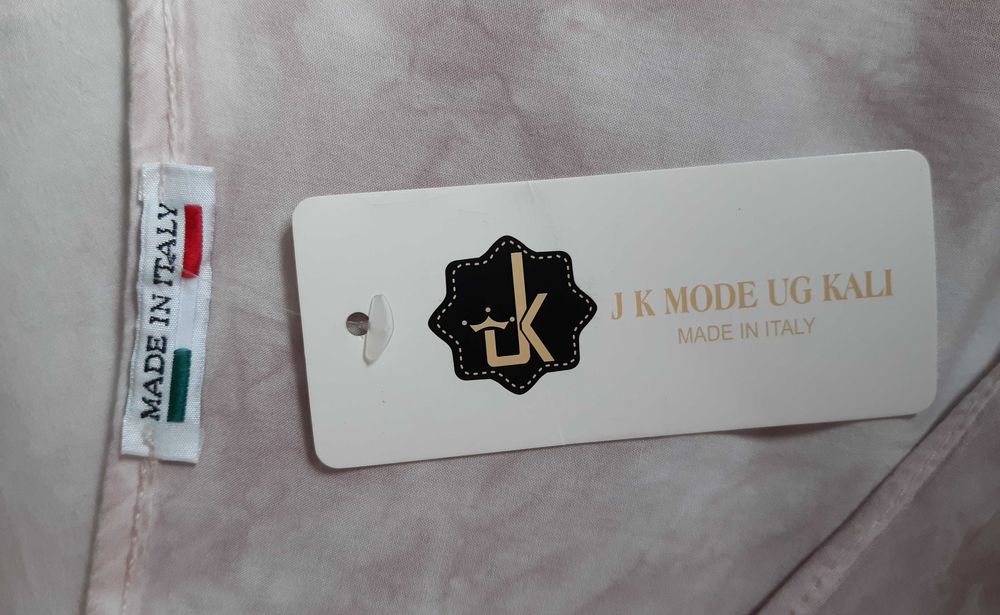 MADE IN ITALY
JK
J K MODE UG KALI
MADE IN ITALY